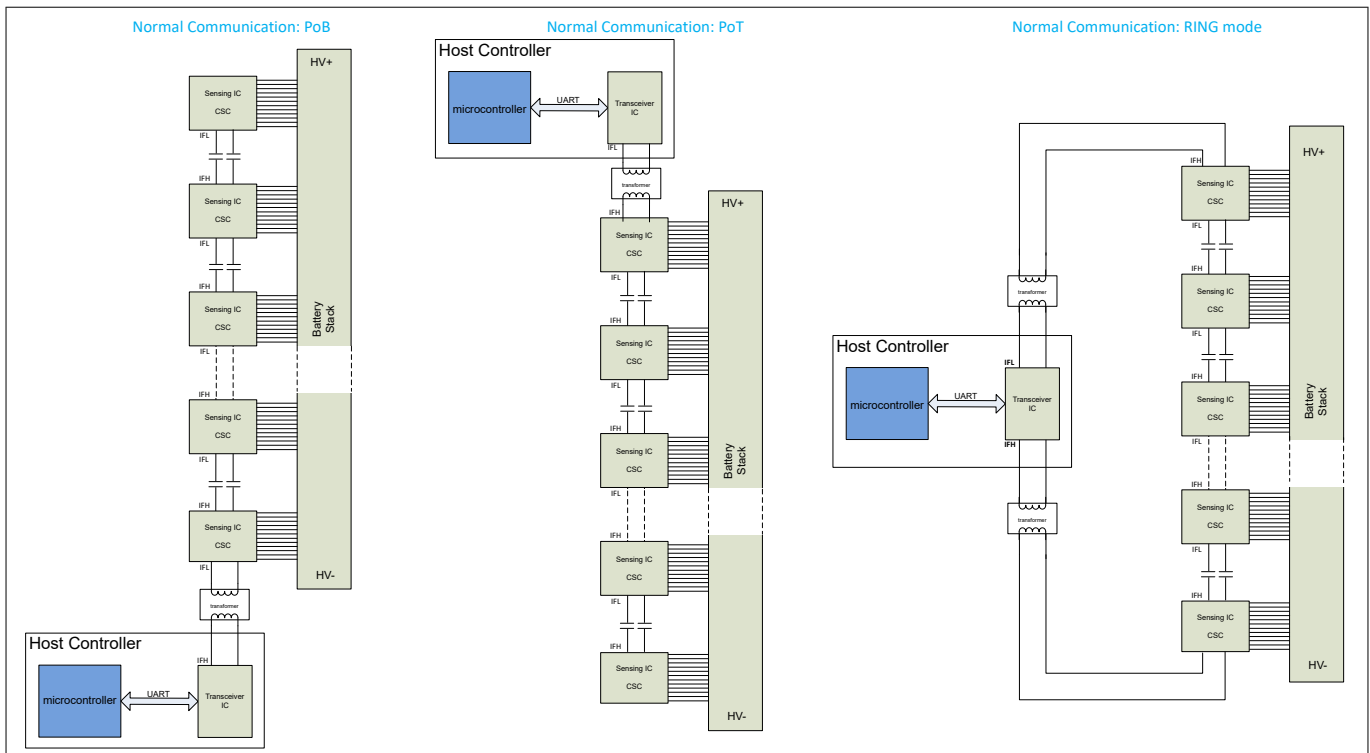 Normal Communication: PoB
HV+
Sensing IC
CSC
IFL
IFH
Sensing IC
CSC
IFL
IFH
Sensing IC
CSC
IFL
Battery
Stack
IFH
Sensing IC
CSC
IFL
IFH
Sensing IC
CSC
IFL
HV-
transformer
Host Controller
IFH
microcontroller
UART
Transceiver
IC
Normal Communication: PoT
Host Controller
microcontroller
UART
Transceiver
IC
IFL
transformer
IFH
HV+
Sensing IC
CSC
IFL
IFH
Sensing IC
CSC
IFL
IFH
Sensing IC
CSC
IFL
Battery
Stack
IFH
Sensing IC
CSC
IFL
IFH
Sensing IC
CSC
HV-
Normal Communication: RING mode
HV+
IFH
Sensing IC
CSC
IFL
IFH
Sensing IC
CSC
IFL
transformer
Host Controller
IFL
microcontroller
UART
Transceiver
IC
IFH
transformer
IFH
Sensing IC
CSC
IFL
Battery
Stack
IFH
Sensing IC
CSC
IFL
IFH
Sensing IC
CSC
HV-